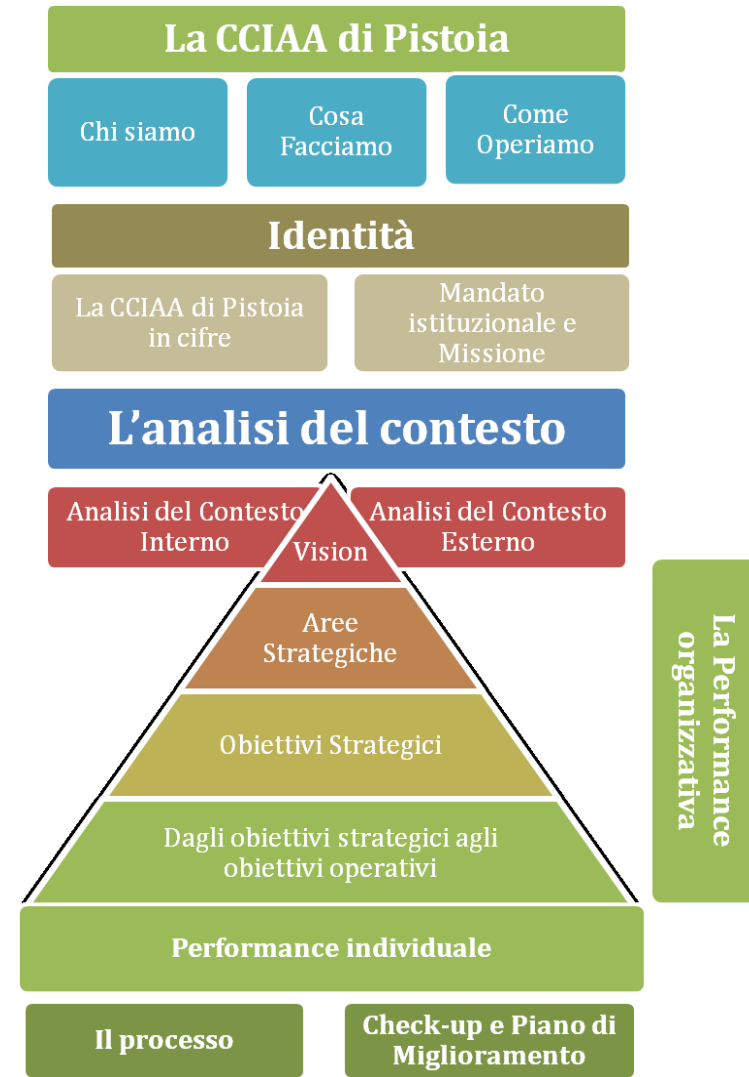 La CCIAA di Pistoia
Chi siamo
Cosa
Facciamo
Come
Operiamo
Identità
La CCIAA di Pistoia
in cifre
Mandato
istituzionale e
Missione
L’analisi del contesto
Analisi del Contesto
Interno
Analisi del Contesto
Esterno
Vision
Aree
Strategiche
Obiettivi Strategici
Dagli obiettivi strategici agli
obiettivi operativi
La Performance
organizzativa
Performance individuale
Il processo
Check-up e Piano di
Miglioramento